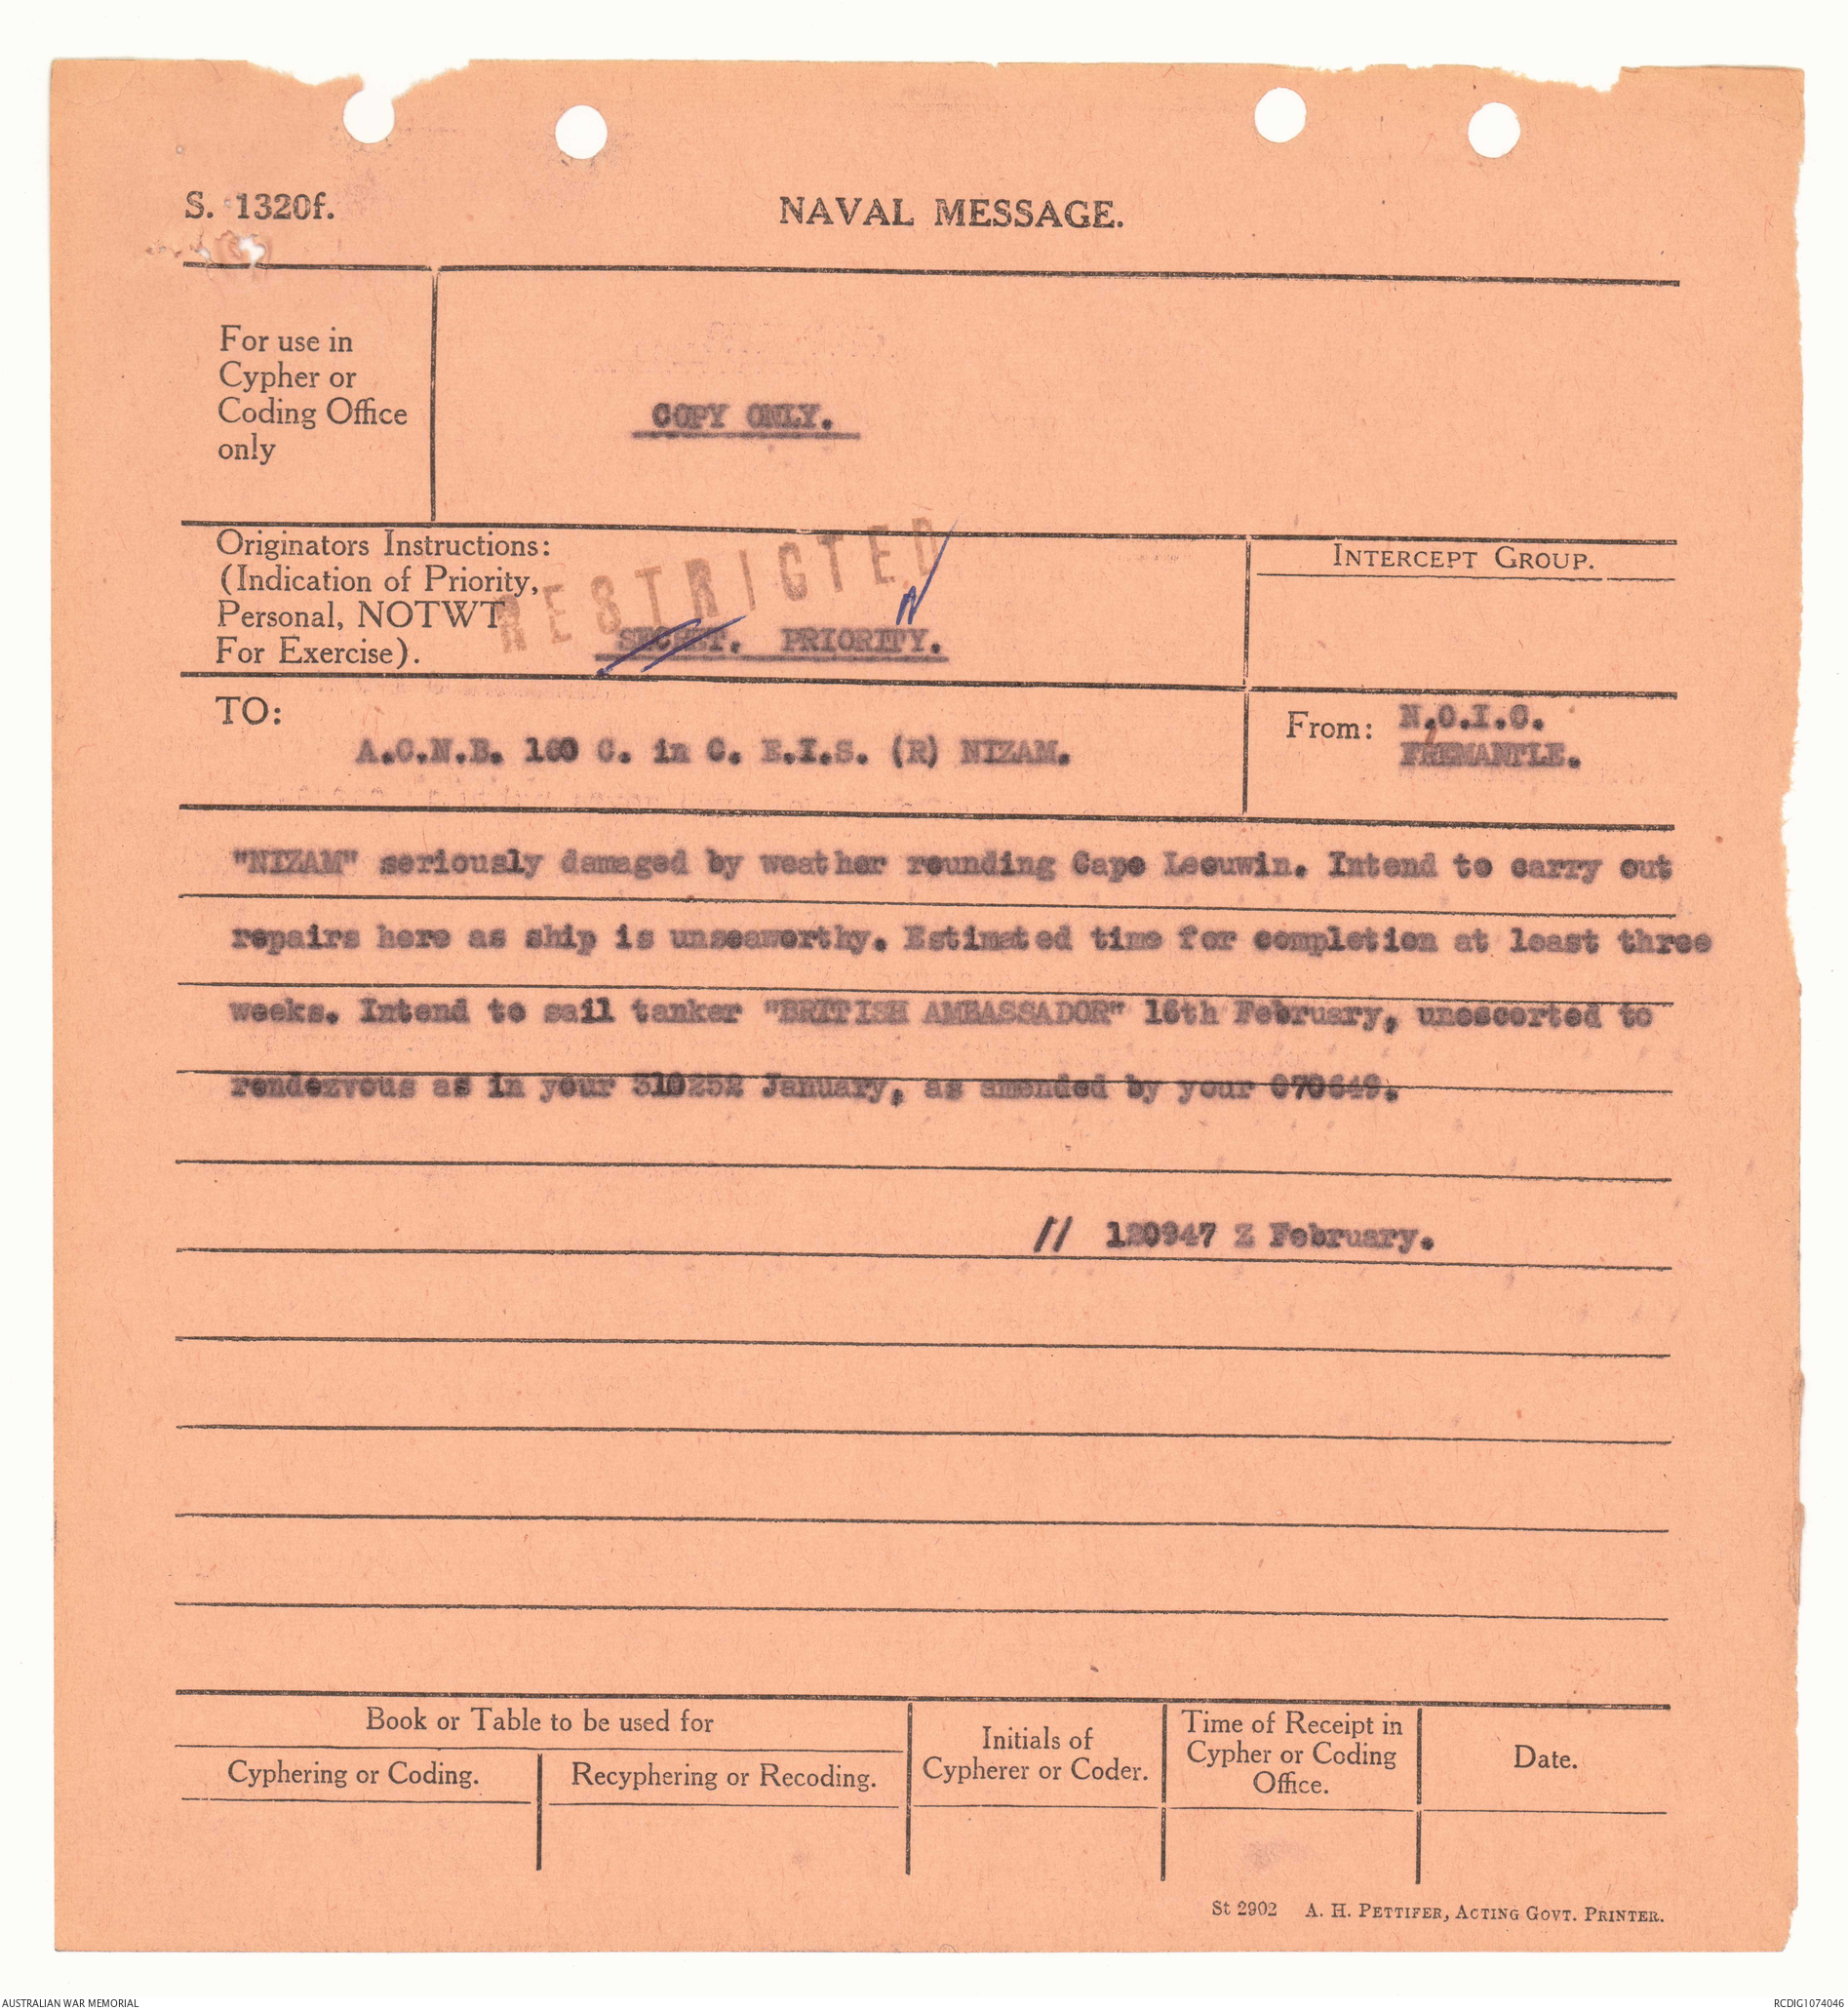 S. 1320f.
NAVAL MESSAGE.
For use in
Cypher or
Coding Office
only
COPY ONLY.
Originators Instructions:
(Indication of Priority,
Personal, NOTWT
For Exercise).
RESTRICTED
SECRET. PRIORITY.
INTERCEPT GROUP.
TO:
A.C.N.B. 160 C. in C. E.I.S. (R) NIZAM.
From: N.O.I.C.
FREMANTLE.
"NIZAM" seriously damaged by weather rounding Cape Leeuwin. Intend to carry out
repairs here as ship is unseaworthy. Estimated time for completion at least three
weeks. Intend to sail tanker "BRITISH AMBASSADOR" 16th February, unescorted to
rendezvous as in your 310252 January, as amended by your 070649.
// 120947 Z February.
Book or Table to be used for
Cyphering or Coding.
Recyphering or Recoding.
Initials of
Cypherer or Coder.
Time of Receipt in
Cypher or Coding
Office.
Date.
St 2902 A. H. PETTIFER, ACTING GOVT. PRINTER.
AUSTRALIAN WAR MEMORIAL
RCDIG1074046